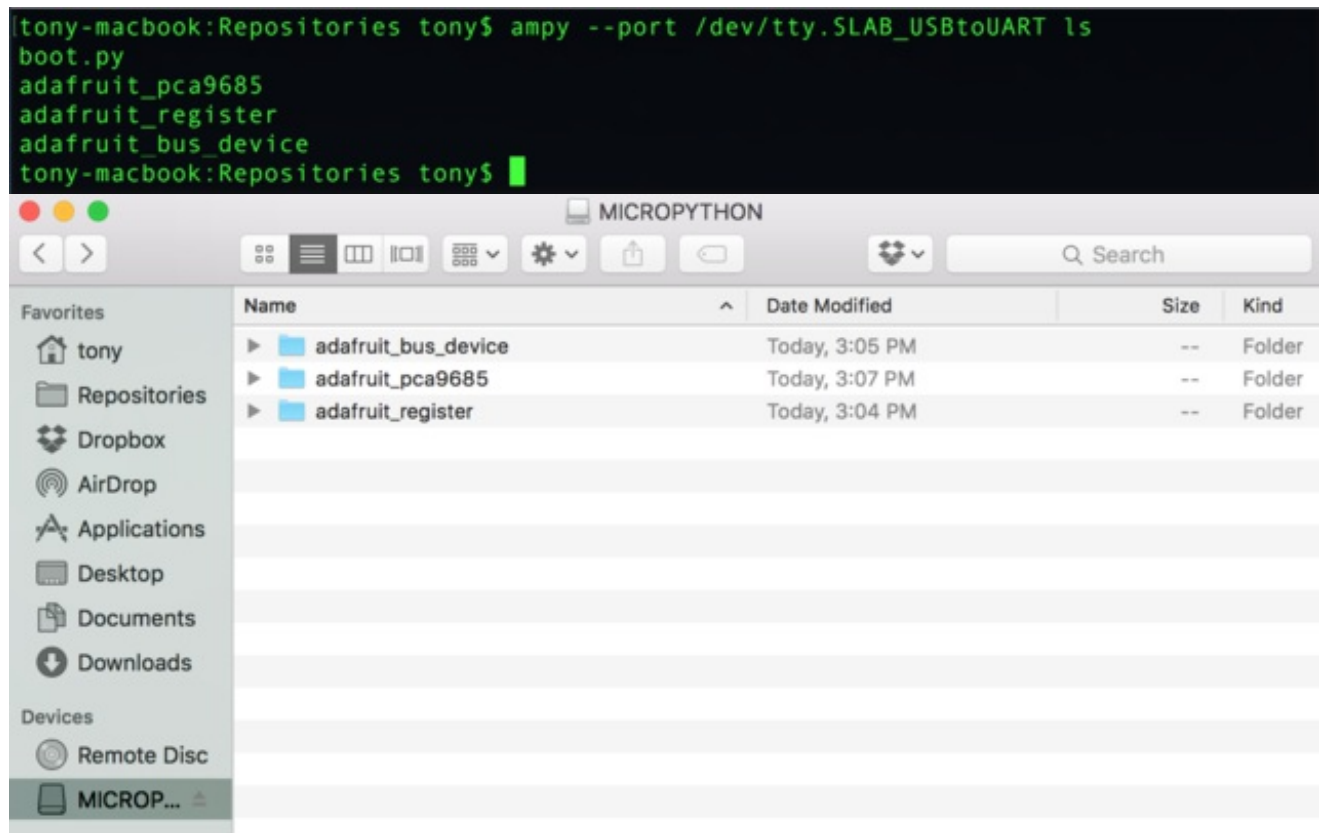 [tony-macbook:Repositories tony$ ampy --port /dev/tty.SLAB_USBtoUART ls
boot.py
adafruit_pca9685
adafruit_register
adafruit_bus_device
tony-macbook:Repositories tony$
MICROPYTHON
Search
Favorites
tony
Repositories
Dropbox
AirDrop
Applications
Desktop
Documents
Downloads
Devices
Remote Disc
MICROP...
Name Date Modified Size Kind
adafruit_bus_device Today, 3:05 PM -- Folder
adafruit_pca9685 Today, 3:07 PM -- Folder
adafruit_register Today, 3:04 PM -- Folder